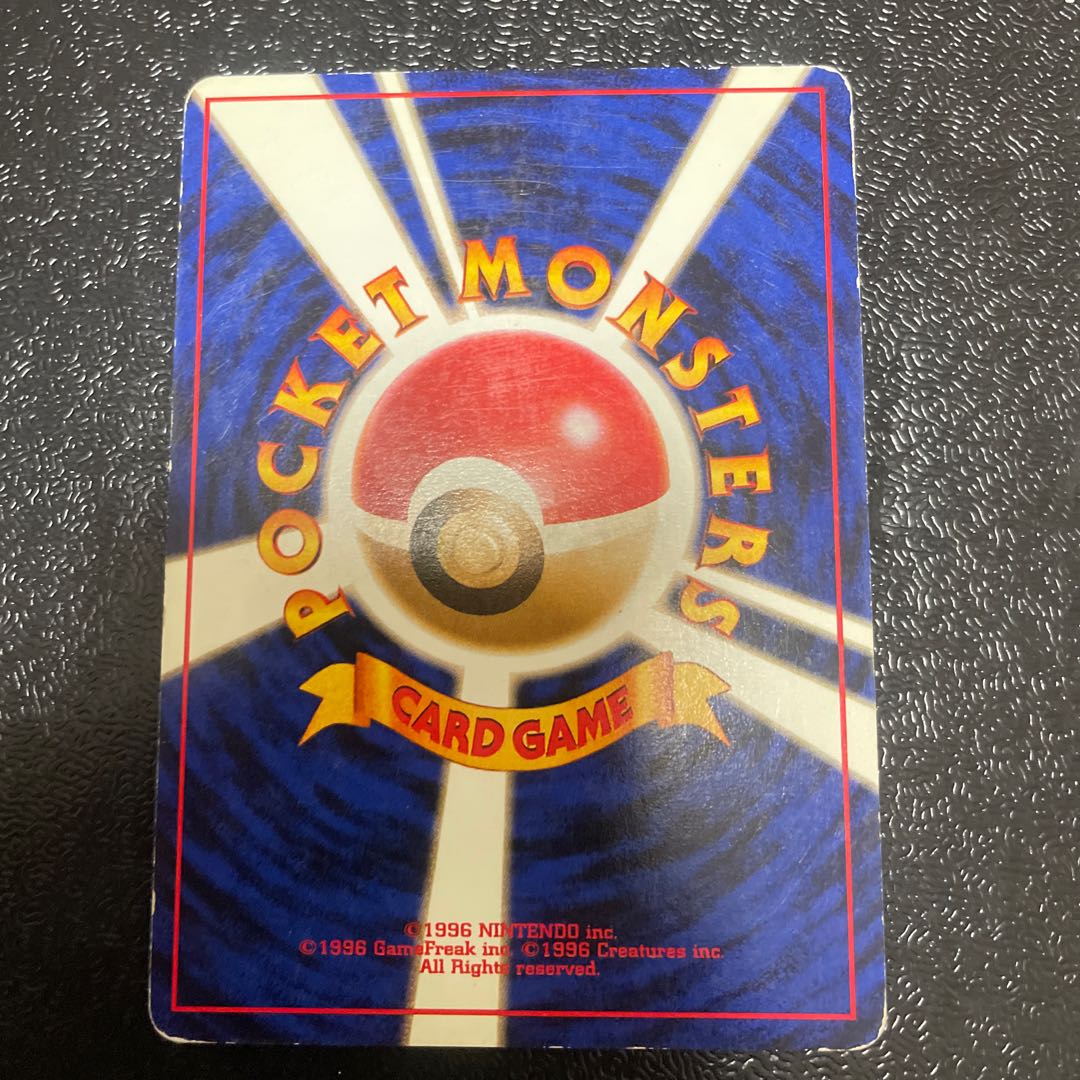 POCKET MONSTERS
CARD GAME
©1996 NINTENDO inc.
©1996 GameFreak inc. ©1996 Creatures inc.
All Rights reserved.